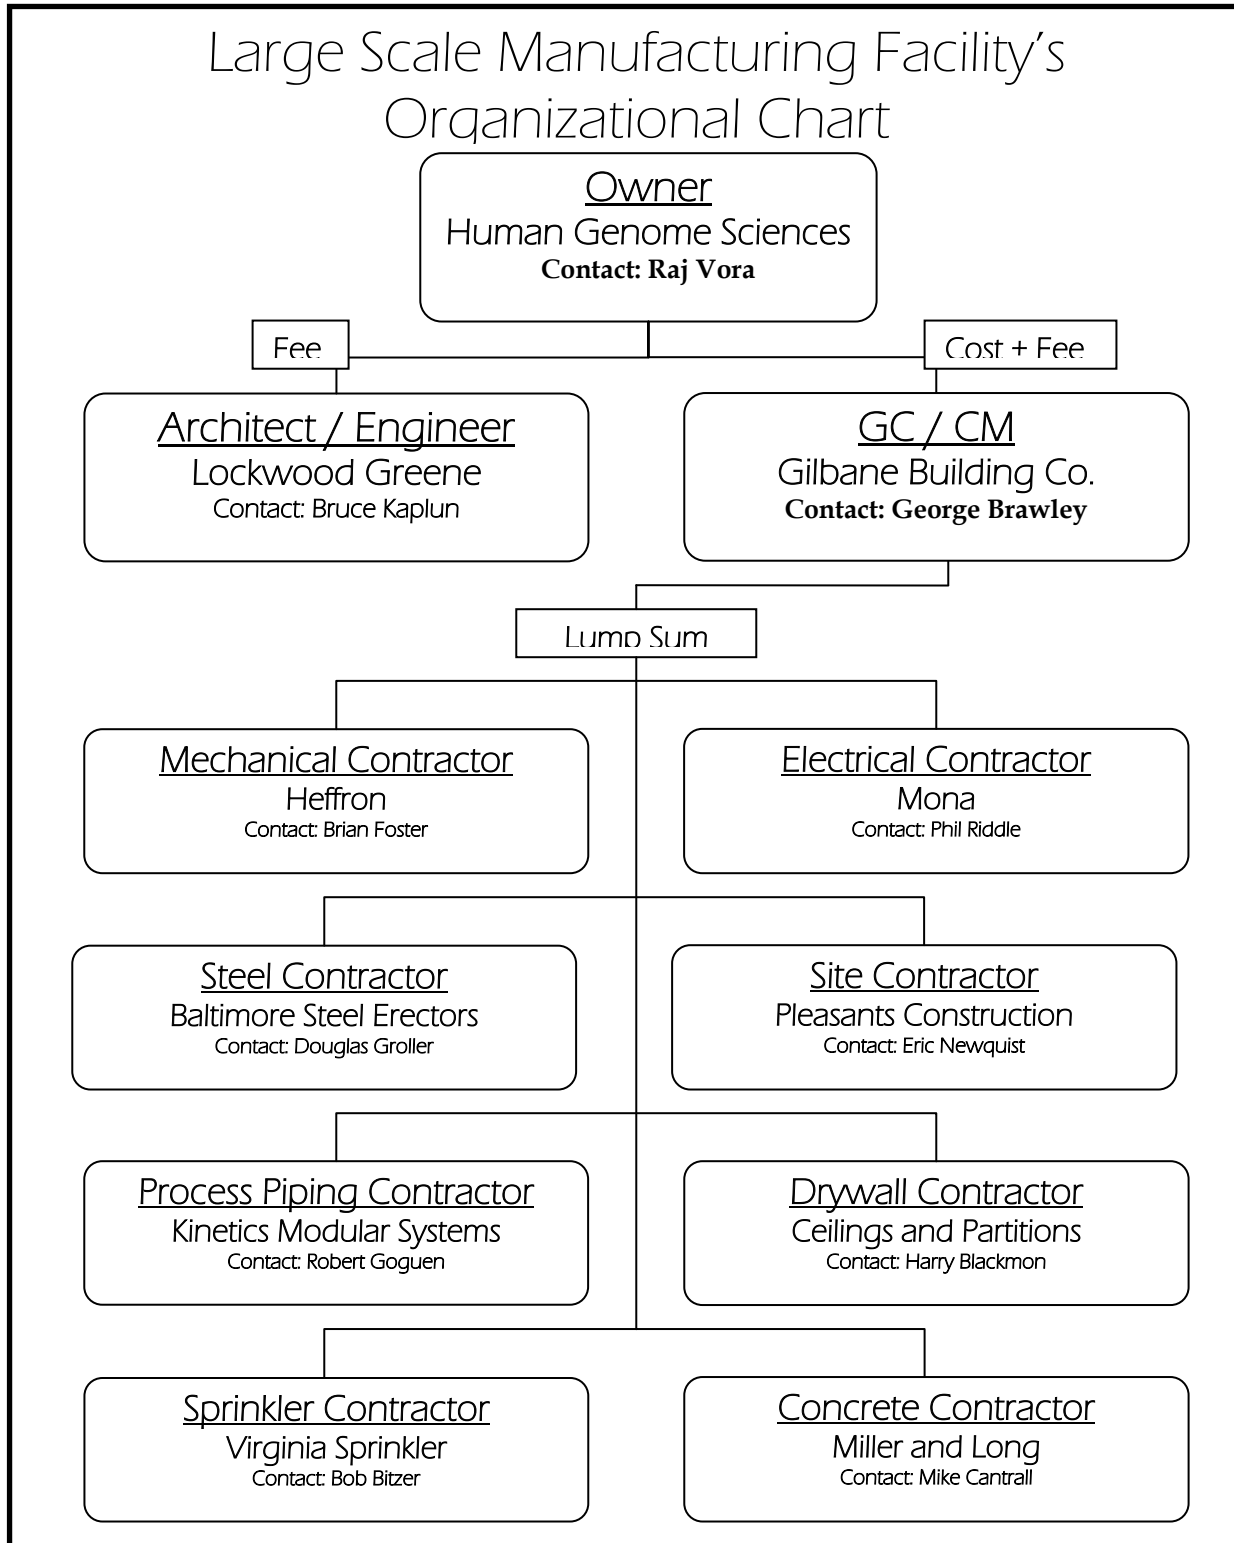 Large Scale Manufacturing Facility's
Organizational Chart
Owner
Human Genome Sciences
Contact: Raj Vora
Fee
Cost + Fee
Architect / Engineer
Lockwood Greene
Contact: Bruce Kaplun
GC / CM
Gilbane Building Co.
Contact: George Brawley
Lump Sum
Mechanical Contractor
Heffron
Contact: Brian Foster
Electrical Contractor
Mona
Contact: Phil Riddle
Steel Contractor
Baltimore Steel Erectors
Contact: Douglas Groller
Site Contractor
Pleasants Construction
Contact: Eric Newquist
Process Piping Contractor
Kinetics Modular Systems
Contact: Robert Goguen
Drywall Contractor
Ceilings and Partitions
Contact: Harry Blackmon
Sprinkler Contractor
Virginia Sprinkler
Contact: Bob Bitzer
Concrete Contractor
Miller and Long
Contact: Mike Cantrall